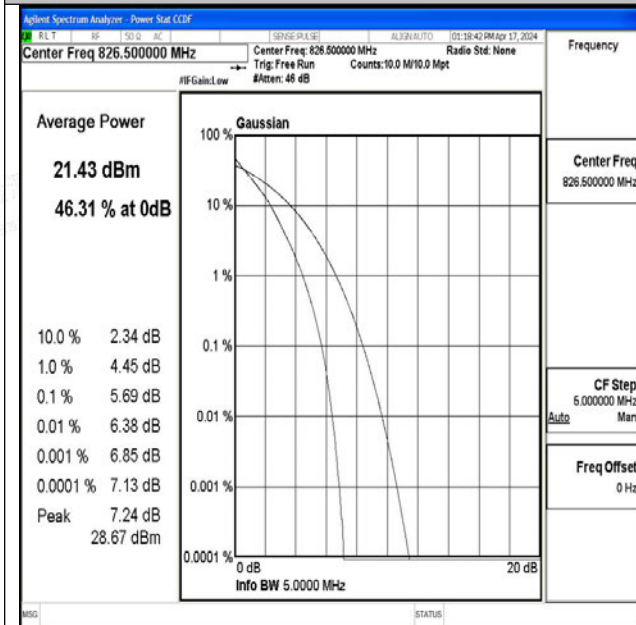 Agilent Spectrum Analyzer - Power Stat CCDF
RL T RF 50 Ω AC SENSE:PULSE ALIGNAUTO 01:18:42 PM Apr 17, 2024
Center Freq 826.500000 MHz
Center Freq: 826.500000 MHz Radio Std: None
Trig: Free Run Counts:10.0 M/10.0 Mpt
#IFGain:Low #Atten: 46 dB
Frequency
Average Power
21.43 dBm
46.31 % at 0dB
10.0 % 2.34 dB
1.0 % 4.45 dB
0.1 % 5.69 dB
0.01 % 6.38 dB
0.001 % 6.85 dB
0.0001 % 7.13 dB
Peak 7.24 dB
28.67 dBm
Gaussian
100 %
10 %
1 %
0.1 %
0.01 %
0.001 %
0.0001 %
0 dB 20 dB
Info BW 5.0000 MHz
Center Freq
826.500000 MHz
CF Step
5.000000 MHz
Auto Man
Freq Offset
0 Hz
MSG STATUS